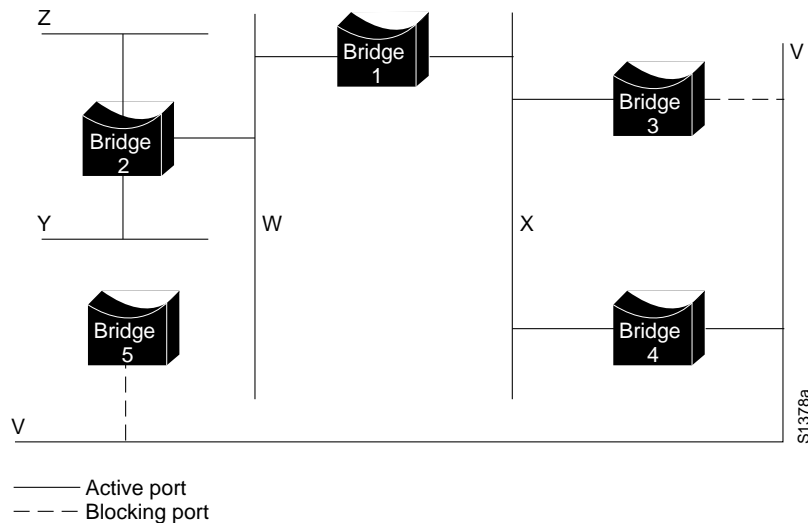 Z
Bridge
1
V
Bridge
3
Bridge
2
Y
W
X
Bridge
5
Bridge
4
V
S1378a
Active port
Blocking port